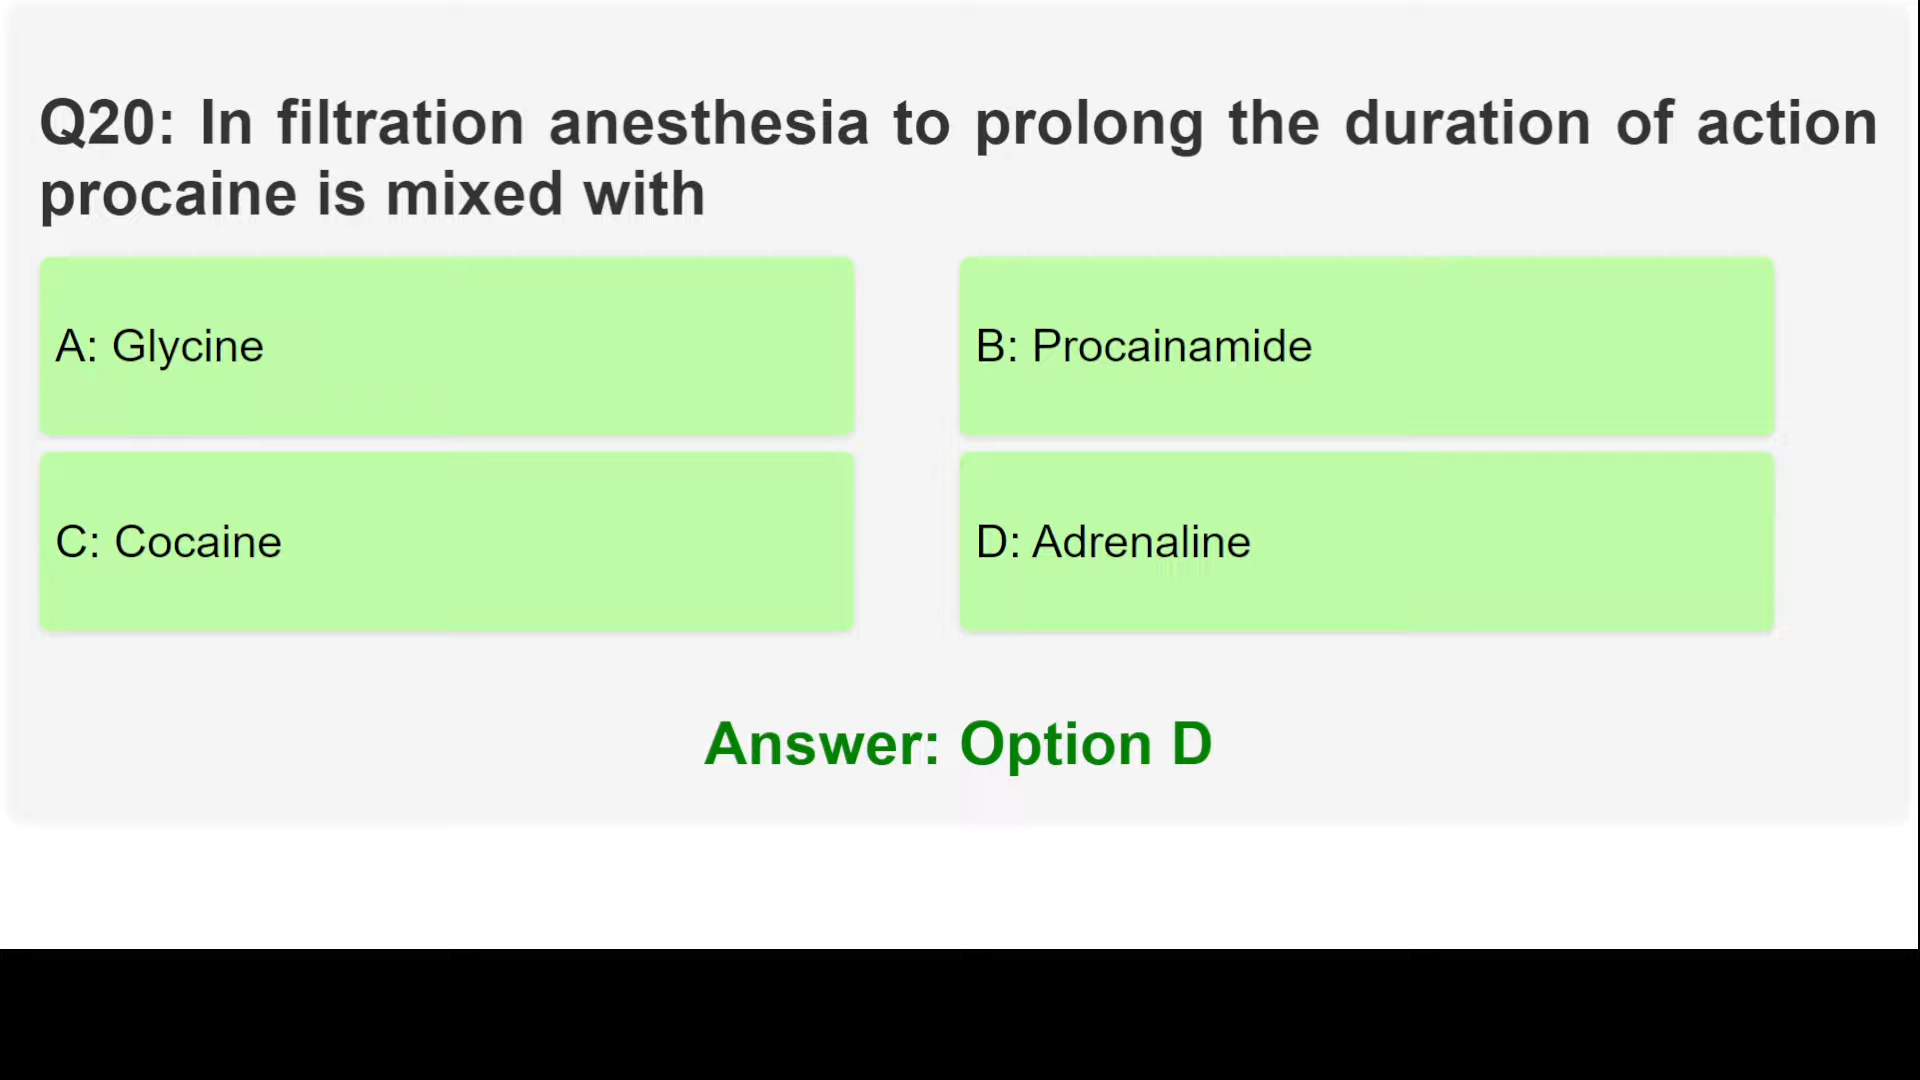 Q20: In filtration anesthesia to prolong the duration of action
procaine is mixed with
A: Glycine
B: Procainamide
C: Cocaine
D: Adrenaline
Answer: Option D